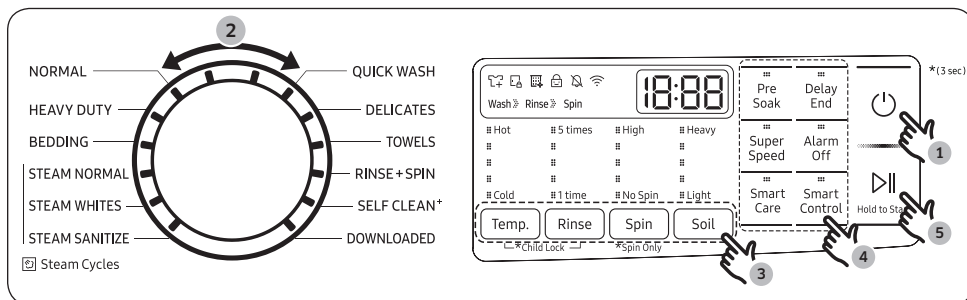 2
NORMAL
HEAVY DUTY
BEDDING
STEAM NORMAL
STEAM WHITES
STEAM SANITIZE
Steam Cycles
QUICK WASH
DELICATES
TOWELS
RINSE+SPIN
SELF CLEAN+
DOWNLOADED
Wash» Rinse» Spin
18:88
Hot 5 times High Heavy
Cold 1 time No Spin Light
Temp. Rinse Spin Soil
*Child Lock *Spin Only
3
Pre Soak
Delay End
Super Speed
Alarm Off
Smart Care
Smart Control
4
*(3 sec)
1
Hold to Sta
5